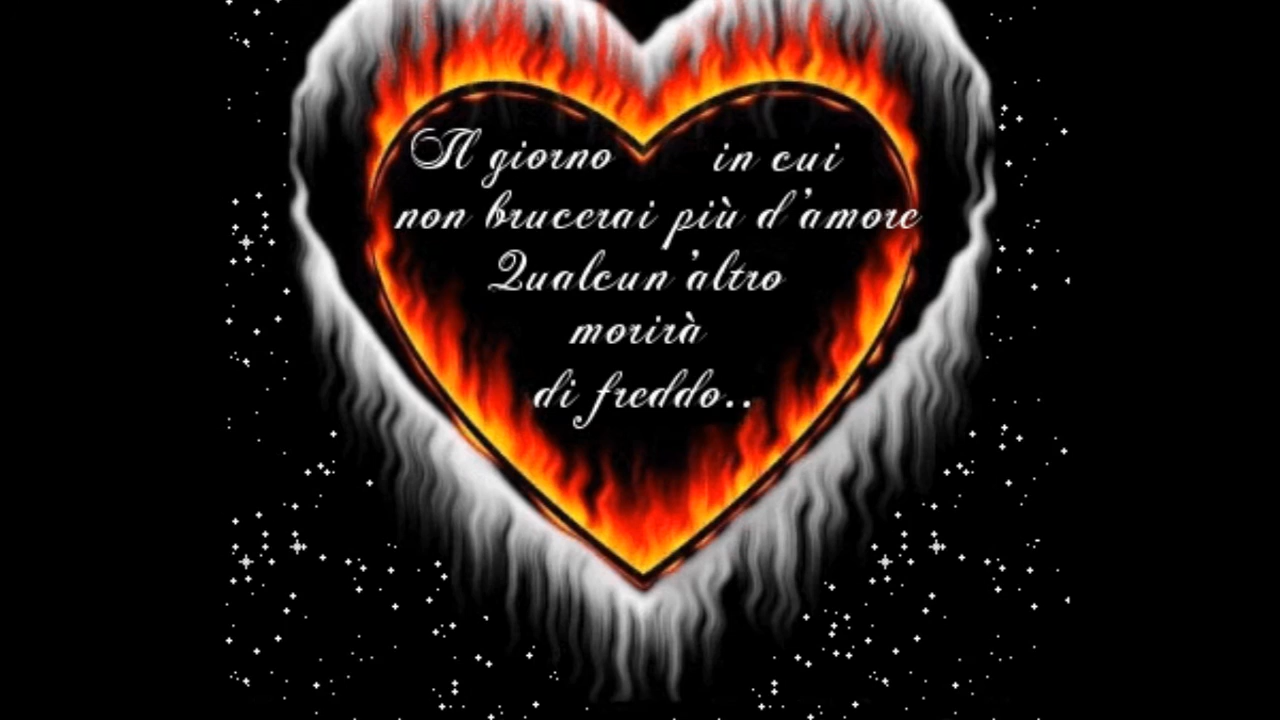 Il giorno in cui
non brucerai più d'amore
Qualcun'altro
morirà
di freddo..